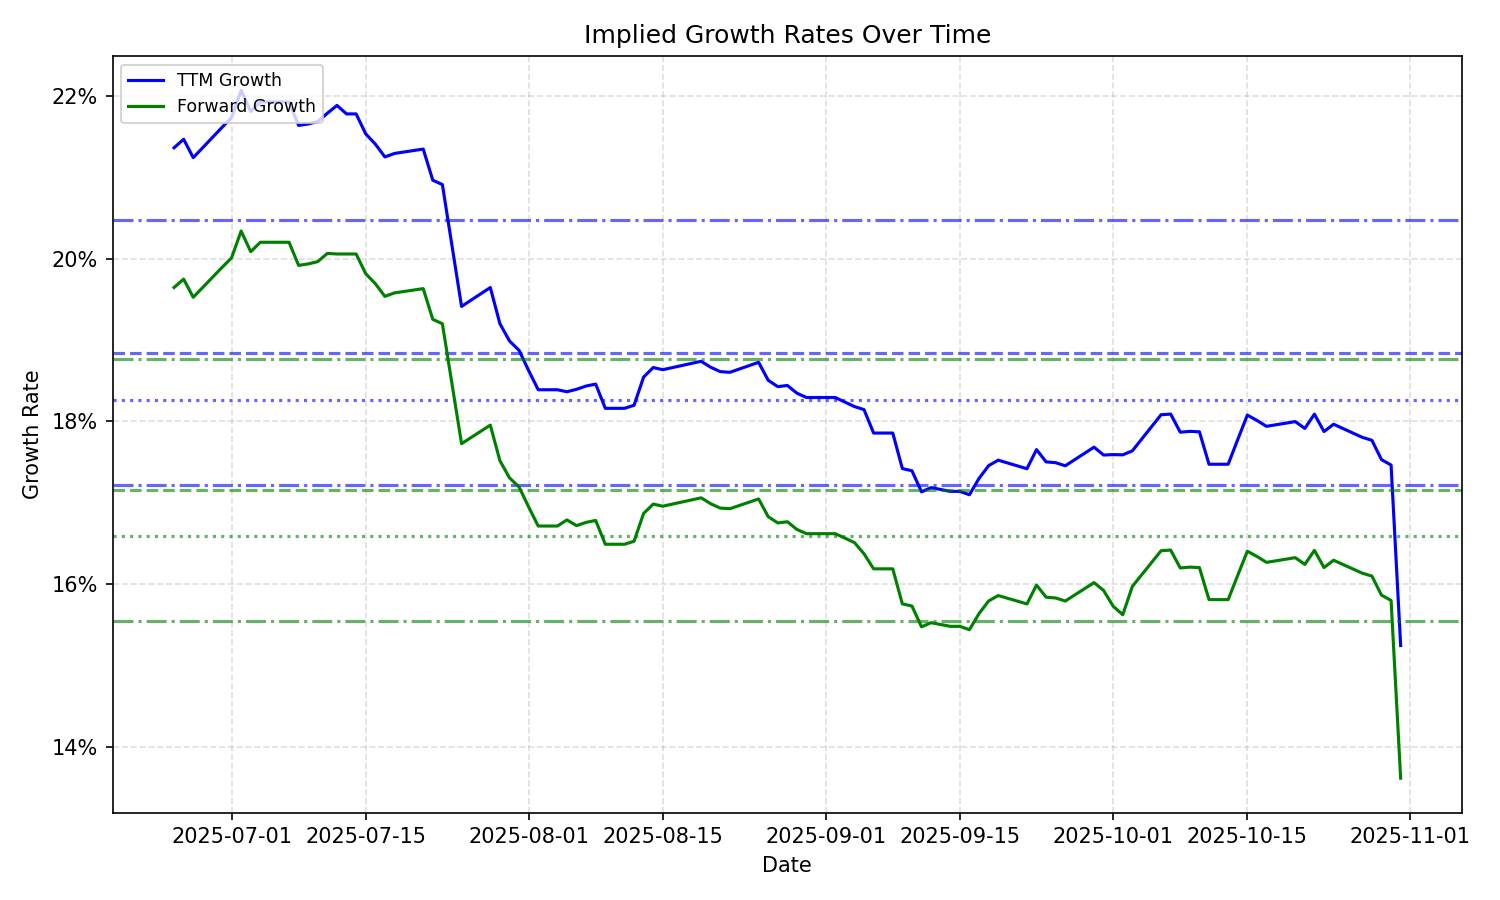 Implied Growth Rates Over Time
TTM Growth
Forward Growth
22%
20%
18%
16%
14%
Growth Rate
2025-07-01 2025-07-15 2025-08-01 2025-08-15 2025-09-01 2025-09-15 2025-10-01 2025-10-15 2025-11-01
Date